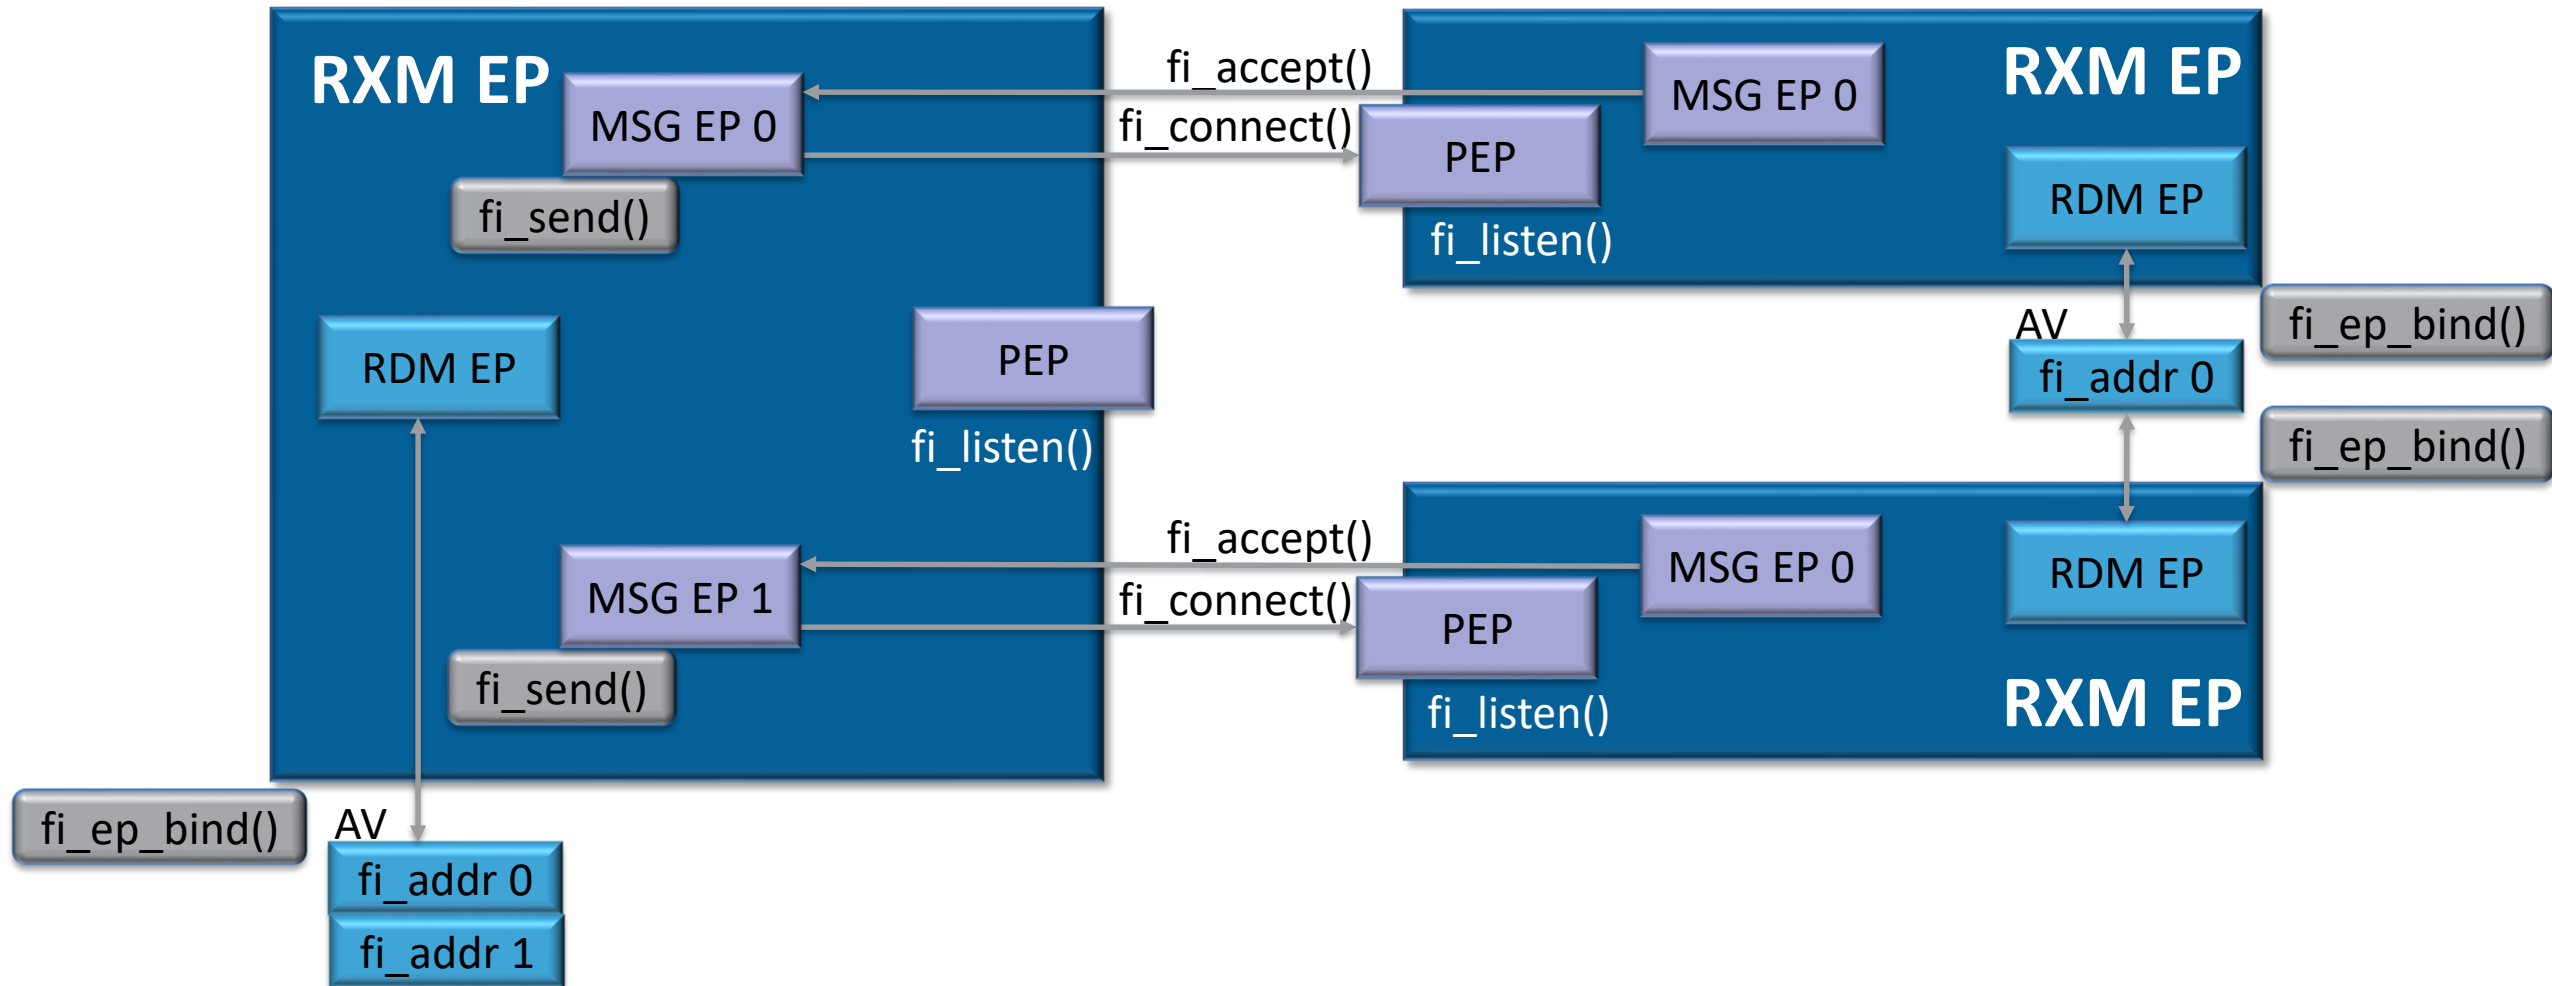 RXM EP
MSG EP 0
fi_send()
RDM EP
PEP
fi_listen()
MSG EP 1
fi_send()
fi_ep_bind()
AV
fi_addr 0
fi_addr 1
fi_accept()
fi_connect()
fi_accept()
fi_connect()
MSG EP 0
RXM EP
PEP
RDM EP
fi_listen()
AV
fi_ep_bind()
fi_addr 0
fi_ep_bind()
MSG EP 0
RDM EP
PEP
RXM EP
fi_listen()